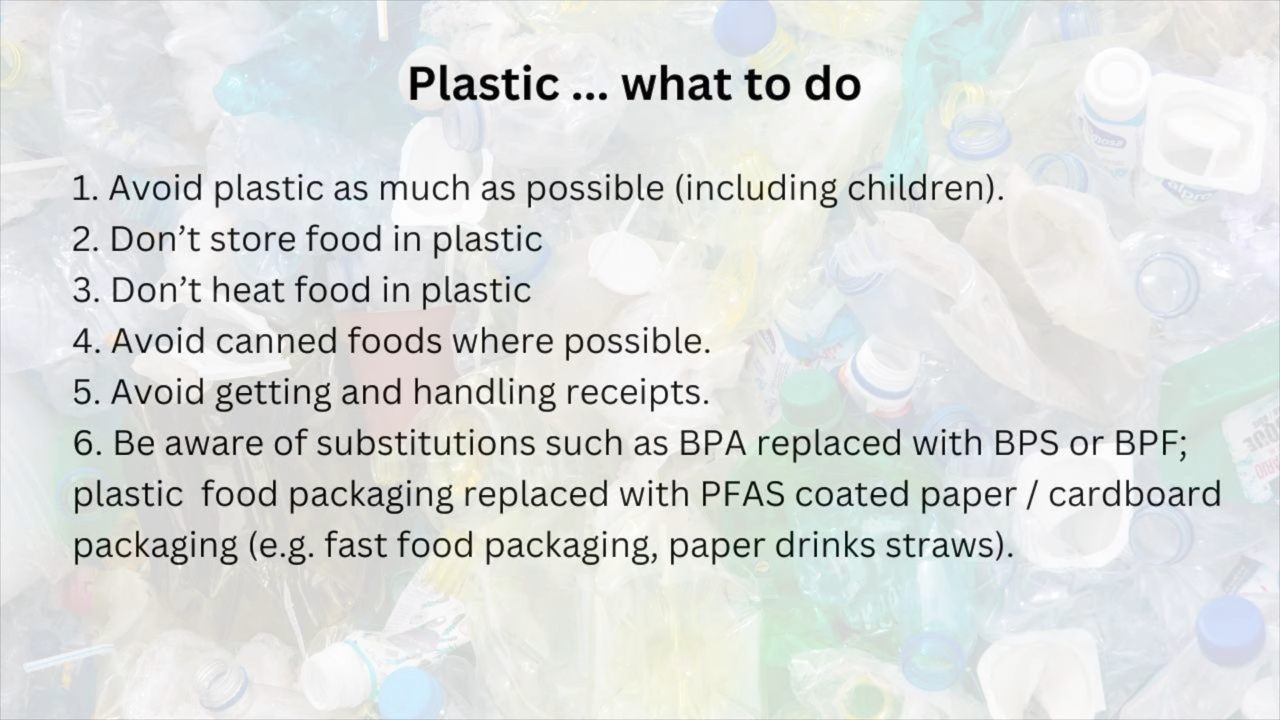 Plastic ... what to do
1. Avoid plastic as much as possible (including children).
2. Don’t store food in plastic
3. Don’t heat food in plastic
4. Avoid canned foods where possible.
5. Avoid getting and handling receipts.
6. Be aware of substitutions such as BPA replaced with BPS or BPF;
plastic  food packaging replaced with PFAS coated paper / cardboard
packaging (e.g. fast food packaging, paper drinks straws).